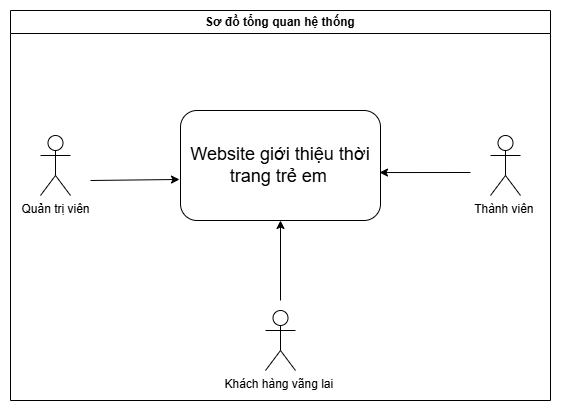 Sơ đồ tổng quan hệ thống
Website giới thiệu thời
trang trẻ em
Quản trị viên
Thành viên
Khách hàng vãng lai